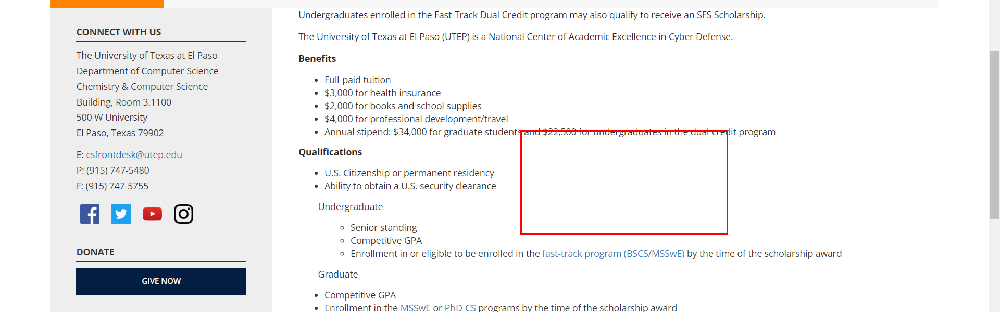 CONNECT WITH US
The University of Texas at El Paso
Department of Computer Science
Chemistry & Computer Science
Building, Room 3.1100
500 W University
El Paso, Texas 79902
E: csfrontdesk@utep.edu
P: (915) 747-5480
F: (915) 747-5755
DONATE
GIVE NOW
Undergraduates enrolled in the Fast-Track Dual Credit program may also qualify to receive an SFS Scholarship.
The University of Texas at El Paso (UTEP) is a National Center of Academic Excellence in Cyber Defense.
Benefits
• Full-paid tuition
• $3,000 for health insurance
• $2,000 for books and school supplies
• $4,000 for professional development/travel
• Annual stipend: $34,000 for graduate students and $22,500 for undergraduates in the dual-credit program
Qualifications
• U.S. Citizenship or permanent residency
• Ability to obtain a U.S. security clearance
Undergraduate
◦ Senior standing
◦ Competitive GPA
◦ Enrollment in or eligible to be enrolled in the fast-track program (BSCS/MSSwE) by the time of the scholarship award
Graduate
• Competitive GPA
• Enrollment in the MSSwE or PhD-CS programs by the time of the scholarship award